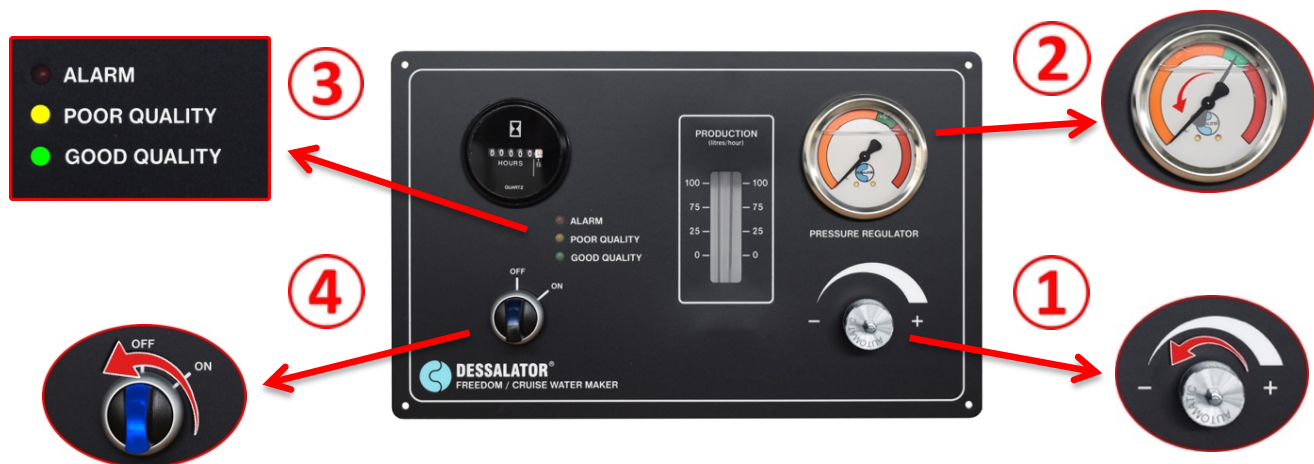 ALARM
POOR QUALITY
GOOD QUALITY
3
2
HOURS
QUARTZ
PRODUCTION
(litres/hour)
100 100
75 75
25 25
0 0
ALARM
POOR QUALITY
GOOD QUALITY
PRESSURE REGULATOR
4
OFF
ON
- +
AUTOMATIC
1
OFF
ON
DESSALATOR®
FREEDOM / CRUISE WATER MAKER
- +
AUTOMATIC